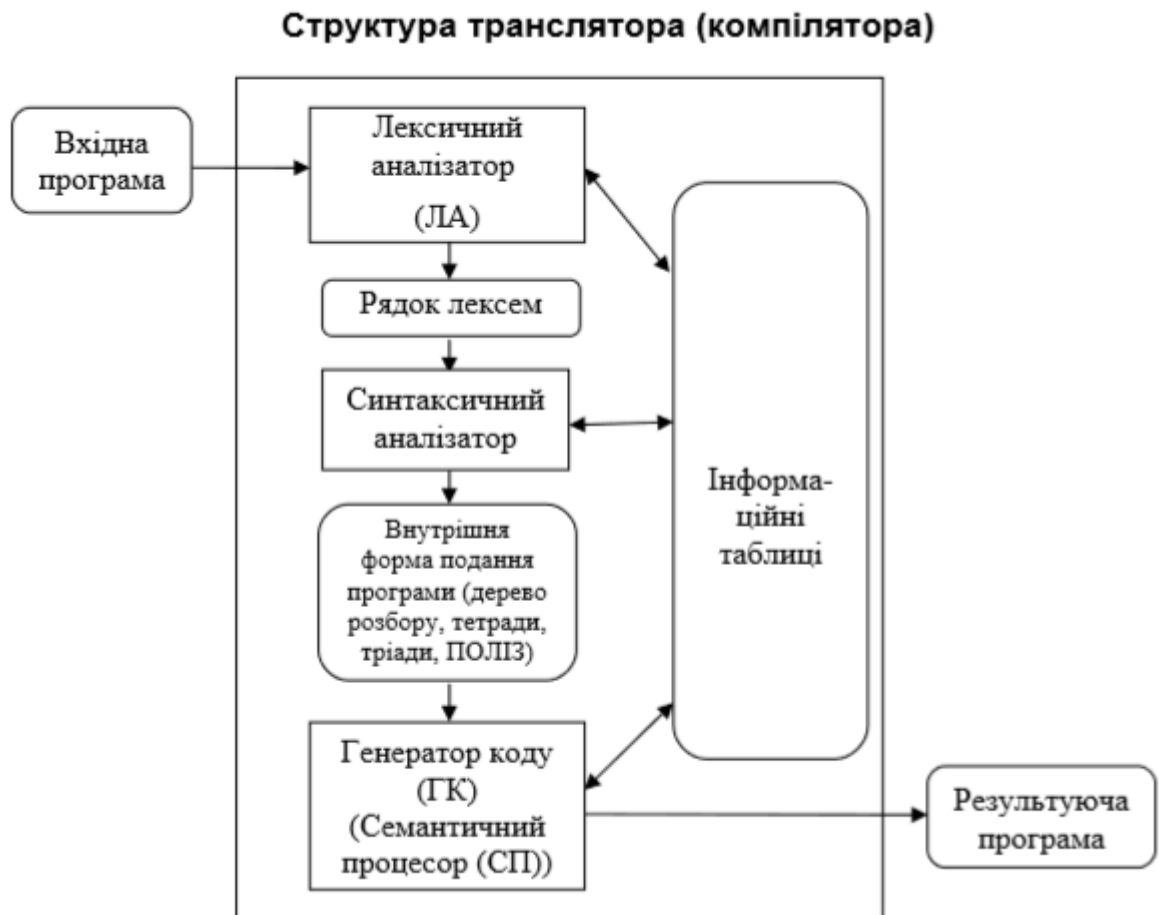 Структура транслятора (компілятора)
Вхідна
програма
Лексичний
аналізатор
(ЛА)
Рядок лексем
Синтаксичний
аналізатор
Внутрішня
форма подання
програми (дерево
розбору, тетради,
тріади, ПОЛІЗ)
Генератор коду
(ГК)
(Семантичний
процесор (СП))
Інформа-
ційні
таблиці
Результуюча
програма